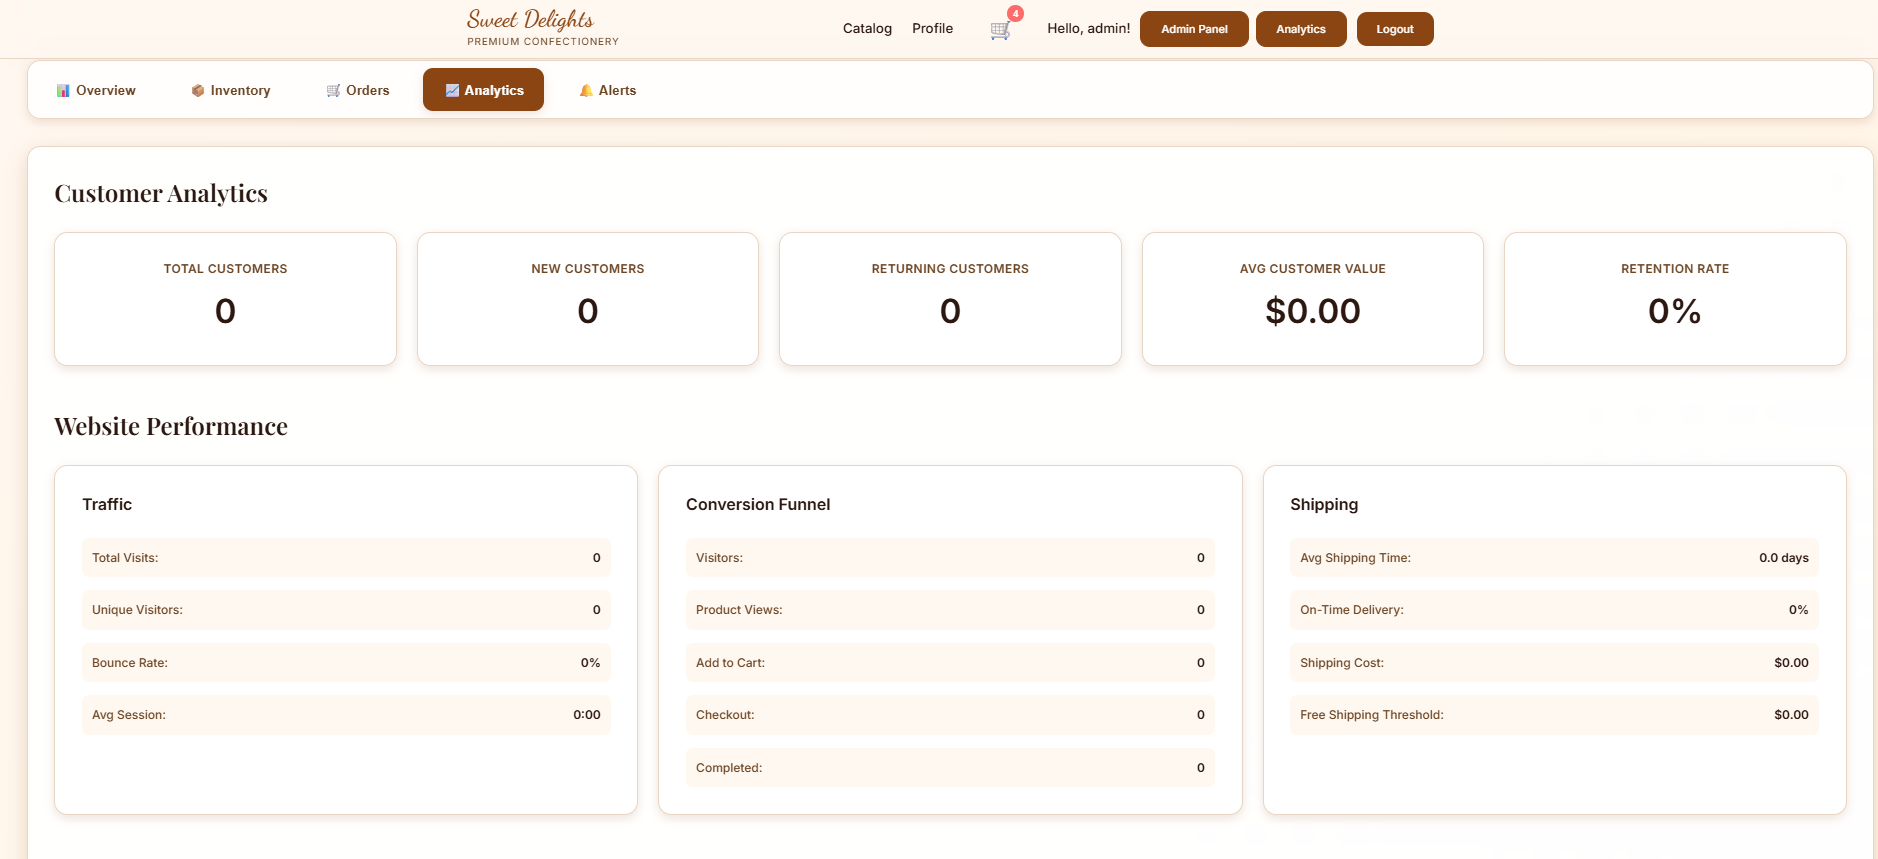 Sweet Delights
PREMIUM CONFECTIONERY
Catalog Profile 4 Hello, admin! Admin Panel Analytics Logout
Overview Inventory Orders Analytics Alerts
Customer Analytics
TOTAL CUSTOMERS
0
NEW CUSTOMERS
0
RETURNING CUSTOMERS
0
AVG CUSTOMER VALUE
$0.00
RETENTION RATE
0%
Website Performance
Traffic
Total Visits: 0
Unique Visitors: 0
Bounce Rate: 0%
Avg Session: 0:00
Conversion Funnel
Visitors: 0
Product Views: 0
Add to Cart: 0
Checkout: 0
Completed: 0
Shipping
Avg Shipping Time: 0.0 days
On-Time Delivery: 0%
Shipping Cost: $0.00
Free Shipping Threshold: $0.00